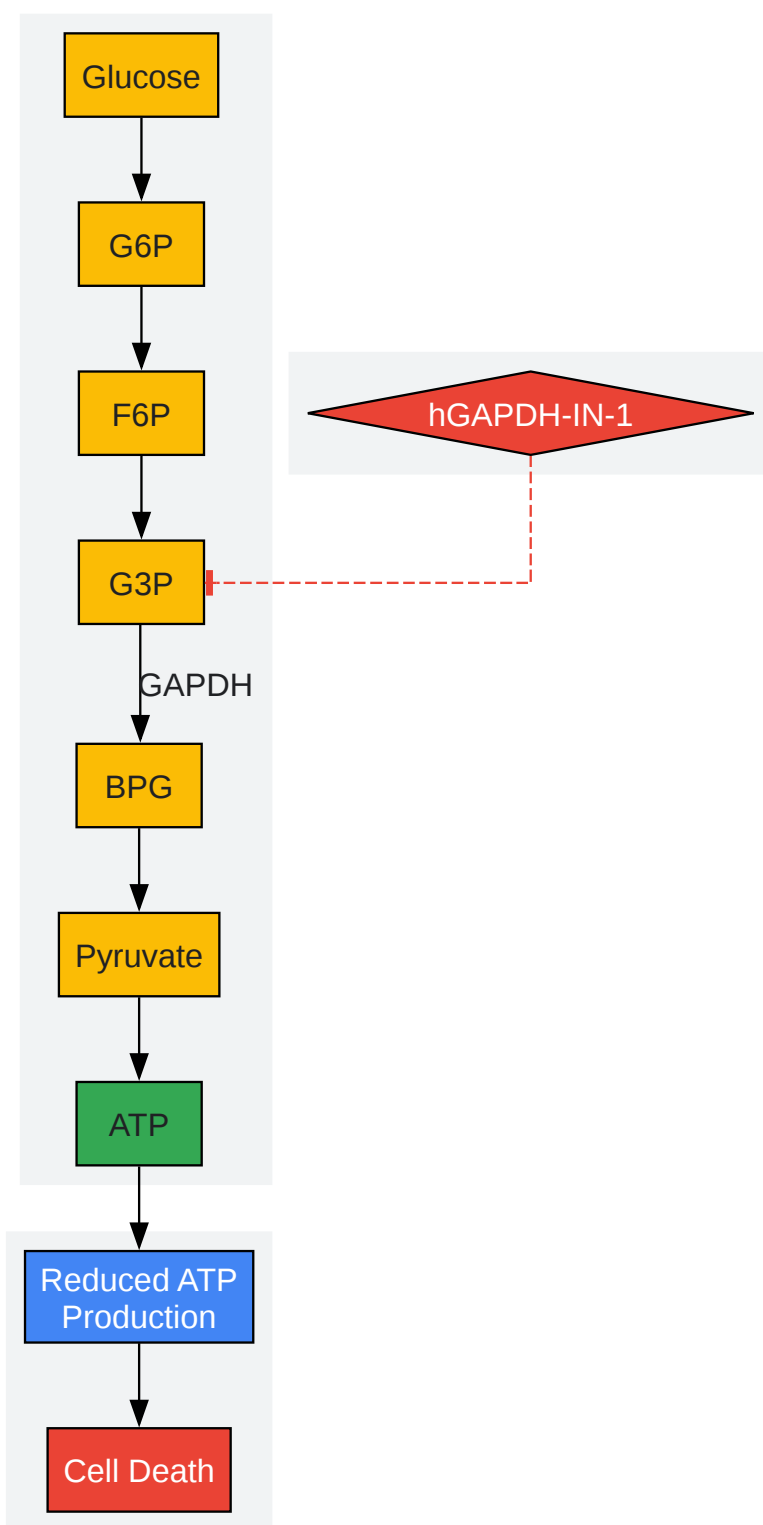 Glucose
G6P
F6P
hGAPDH-IN-1
G3P
GAPDH
BPG
Pyruvate
ATP
Reduced ATP
Production
Cell Death